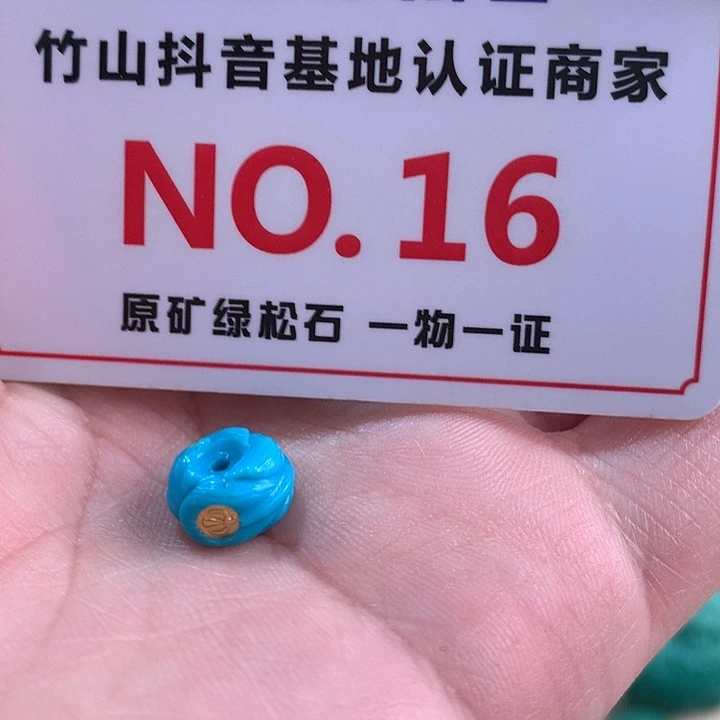 竹山抖音基地认证商家
NO.16
原矿绿松石 一物一证